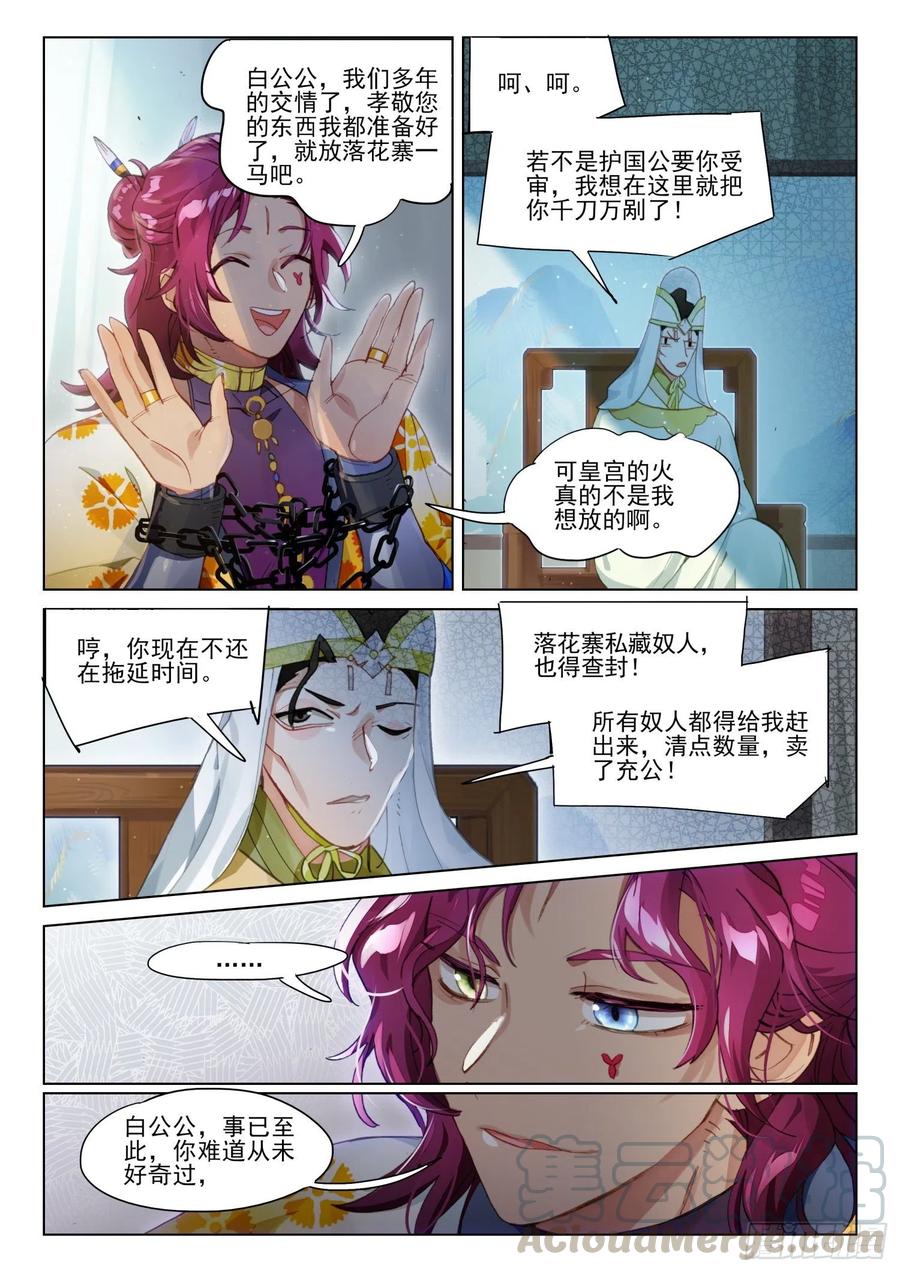 白公公，我们多年
的交情了，孝敬您
的东西我都准备好
了，就放落花寨一
马吧。
呵、呵。
若不是护国公要你受
审，我想在这里就把
你千刀万剐了！
可皇宫的火
真的不是我
想放的啊。
哼，你现在不还
在拖延时间。
落花寨私藏奴人，
也得查封！
所有奴人都得给我赶
出来，清点数量，卖
了充公！
……
白公公，事已至
此，你难道从未
好奇过，
acloudmerge.com